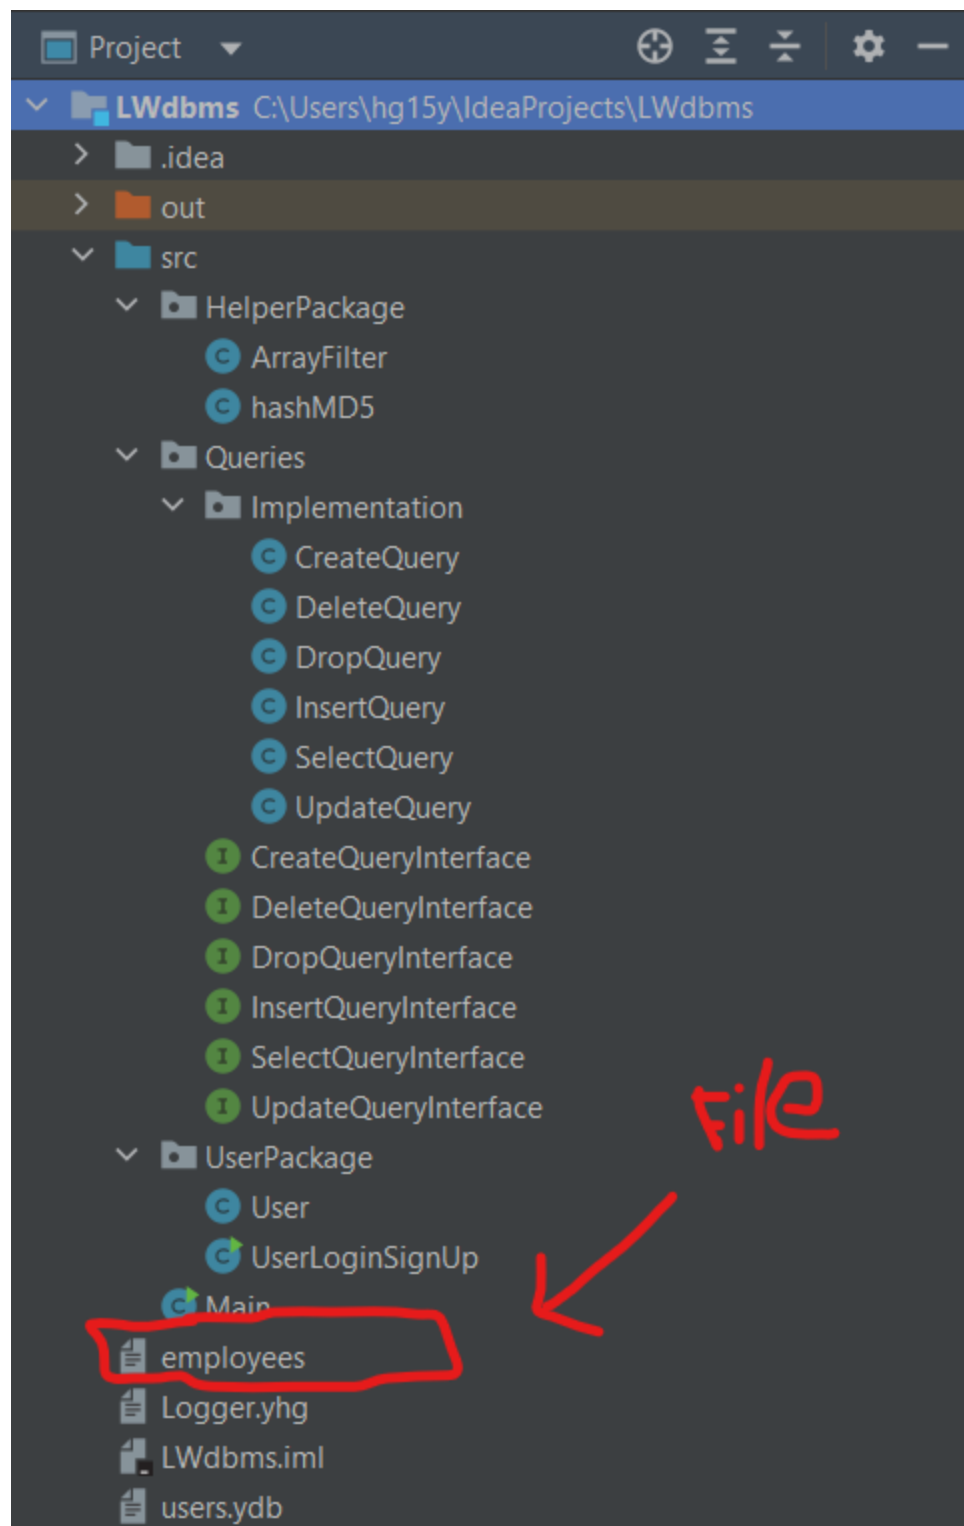 Project
LWdbms C:\Users\hg15y\IdeaProjects\LWdbms
.idea
out
src
HelperPackage
C ArrayFilter
C hashMD5
Queries
Implementation
C CreateQuery
C DeleteQuery
C DropQuery
C InsertQuery
C SelectQuery
C UpdateQuery
I CreateQueryInterface
I DeleteQueryInterface
I DropQueryInterface
I InsertQueryInterface
I SelectQueryInterface
I UpdateQueryInterface
File
UserPackage
C User
C UserLoginSignUp
C Main
employees
Logger.yhg
LWdbms.iml
users.ydb